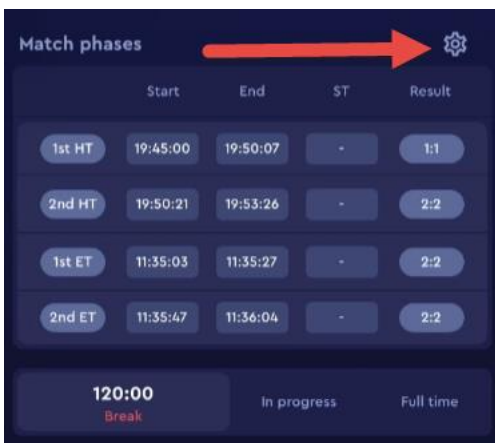 Match phases
Start End ST Result
1st HT 19:45:00 19:50:07 - 1:1
2nd HT 19:50:21 19:53:26 - 2:2
1st ET 11:35:03 11:35:27 - 2:2
2nd ET 11:35:47 11:36:04 - 2:2
120:00 In progress Full time
Break